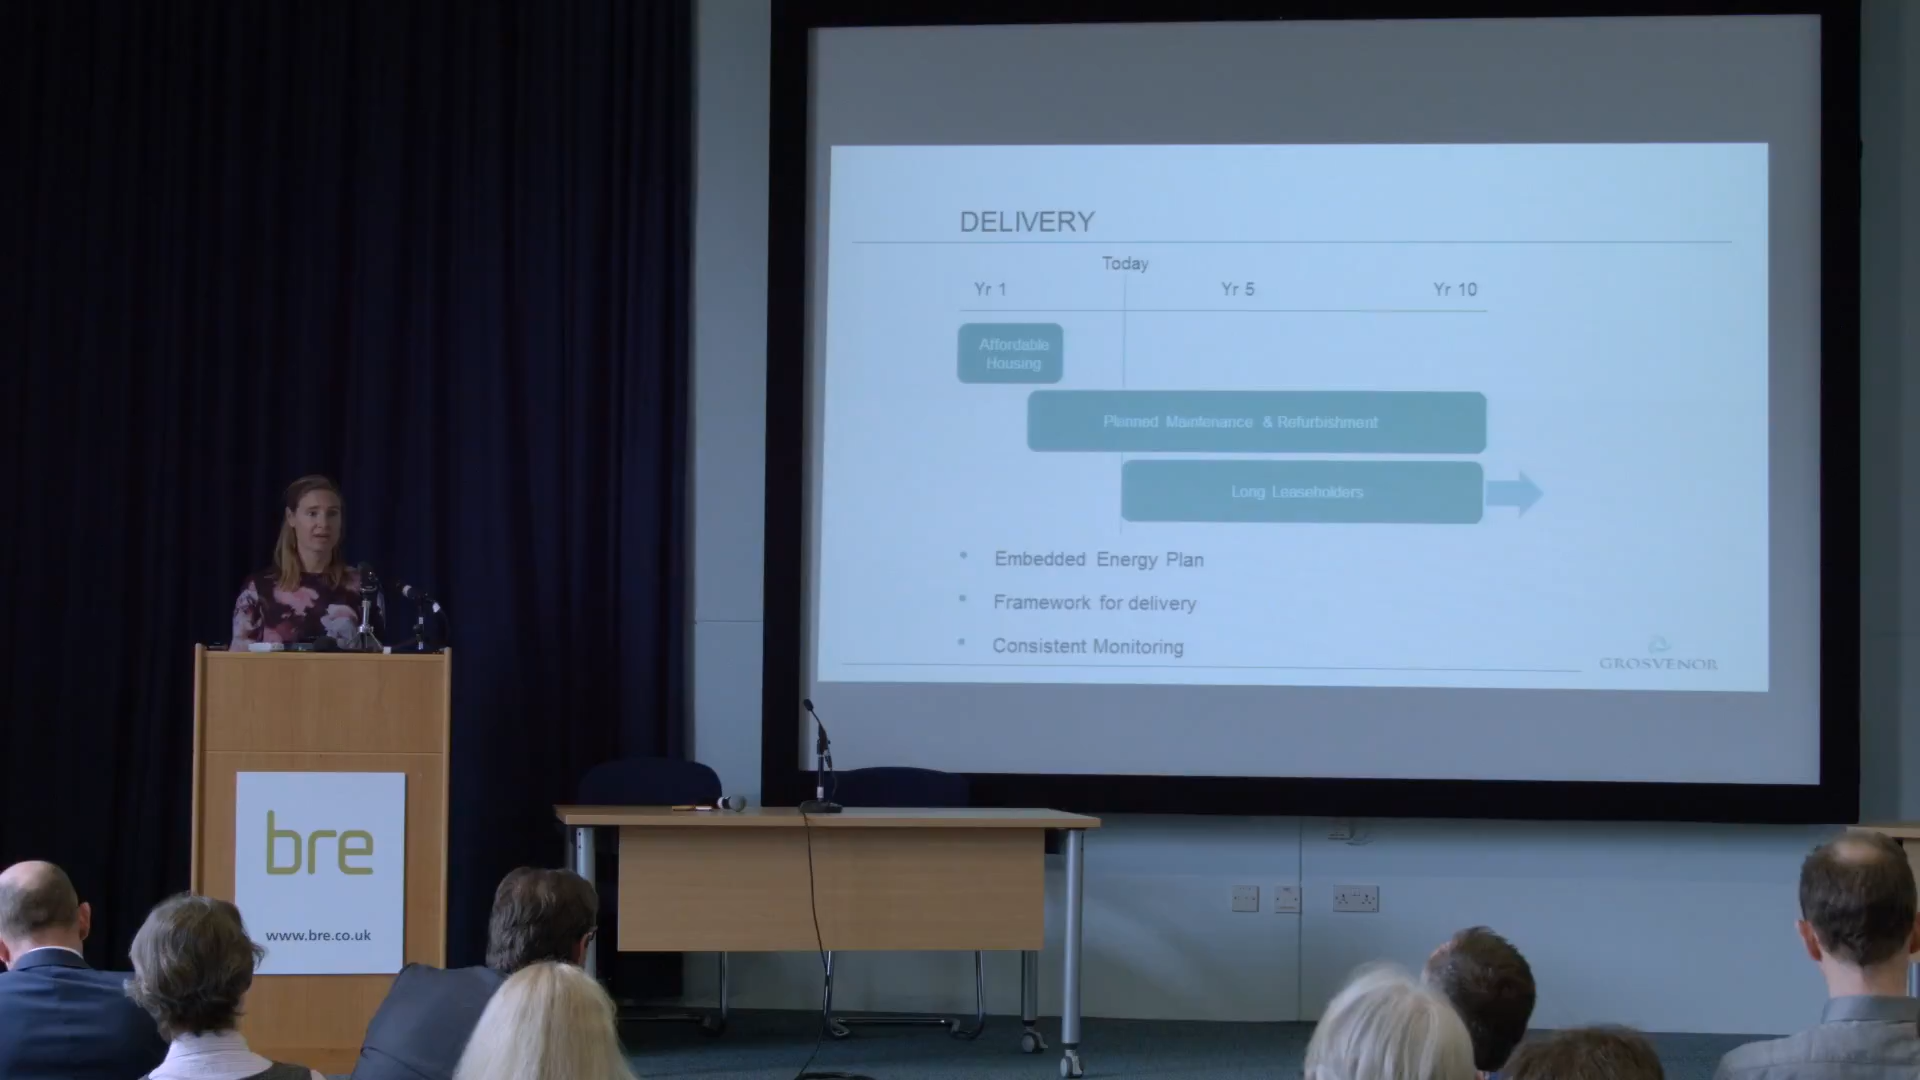 DELIVERY
Today
Yr 1 Yr 5 Yr 10
Affordable
Housing
Planned Maintenance & Refurbishment
Long Leaseholders
• Embedded Energy Plan
• Framework for delivery
• Consistent Monitoring
GROSVENOR
bre
www.bre.co.uk